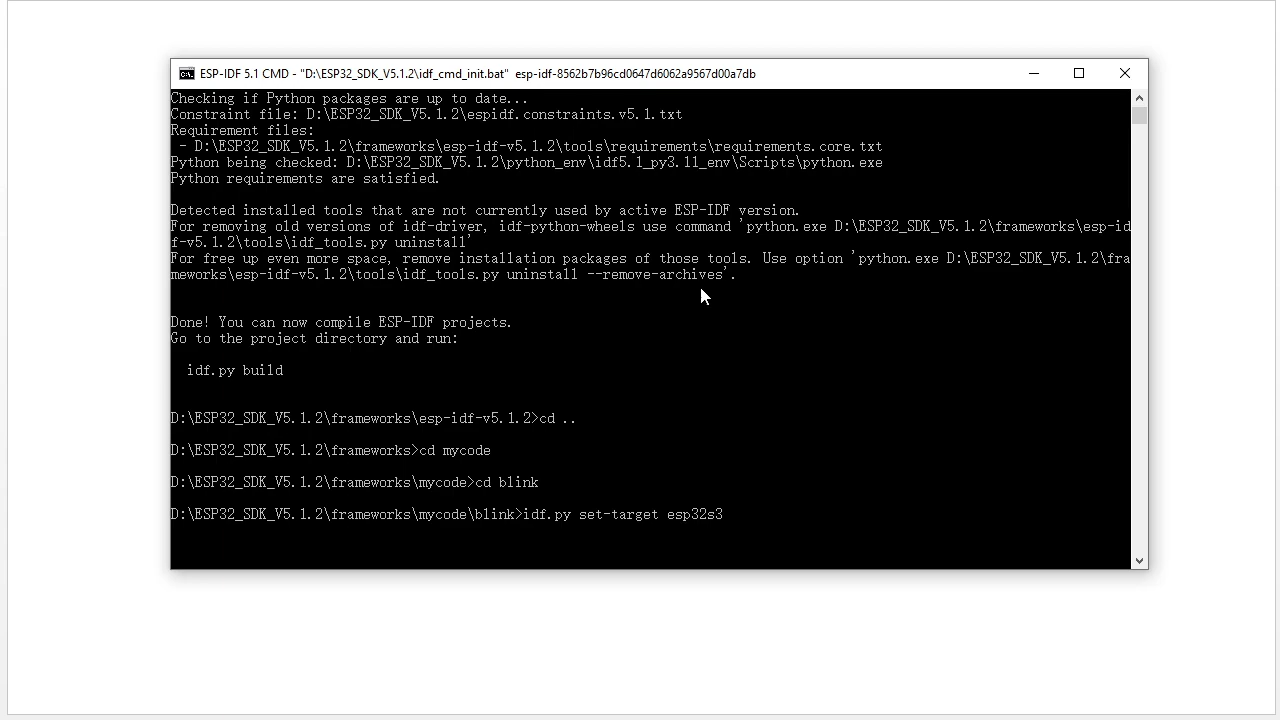 ESP-IDF 5.1 CMD - "D:\ESP32_SDK_V5.1.2\idf_cmd_init.bat" esp-idf-8562b7b96cd0647d6062a9567d00a7db
Checking if Python packages are up to date...
Constraint file: D:\ESP32_SDK_V5.1.2\espidf.constraints.v5.1.txt
Requirement files:
- D:\ESP32_SDK_V5.1.2\frameworks\esp-idf-v5.1.2\tools\requirements\requirements.core.txt
Python being checked: D:\ESP32_SDK_V5.1.2\python_env\idf5.1_py3.11_env\Scripts\python.exe
Python requirements are satisfied.
Detected installed tools that are not currently used by active ESP-IDF version.
For removing old versions of idf-driver, idf-python-wheels use command 'python.exe D:\ESP32_SDK_V5.1.2\frameworks\esp-id
f-v5.1.2\tools\idf_tools.py uninstall'
For free up even more space, remove installation packages of those tools. Use option 'python.exe D:\ESP32_SDK_V5.1.2\fra
meworks\esp-idf-v5.1.2\tools\idf_tools.py uninstall --remove-archives'.
Done! You can now compile ESP-IDF projects.
Go to the project directory and run:
idf.py build
D:\ESP32_SDK_V5.1.2\frameworks\esp-idf-v5.1.2>cd ..
D:\ESP32_SDK_V5.1.2\frameworks>cd mycode
D:\ESP32_SDK_V5.1.2\frameworks\mycode>cd blink
D:\ESP32_SDK_V5.1.2\frameworks\mycode\blink>idf.py set-target esp32s3